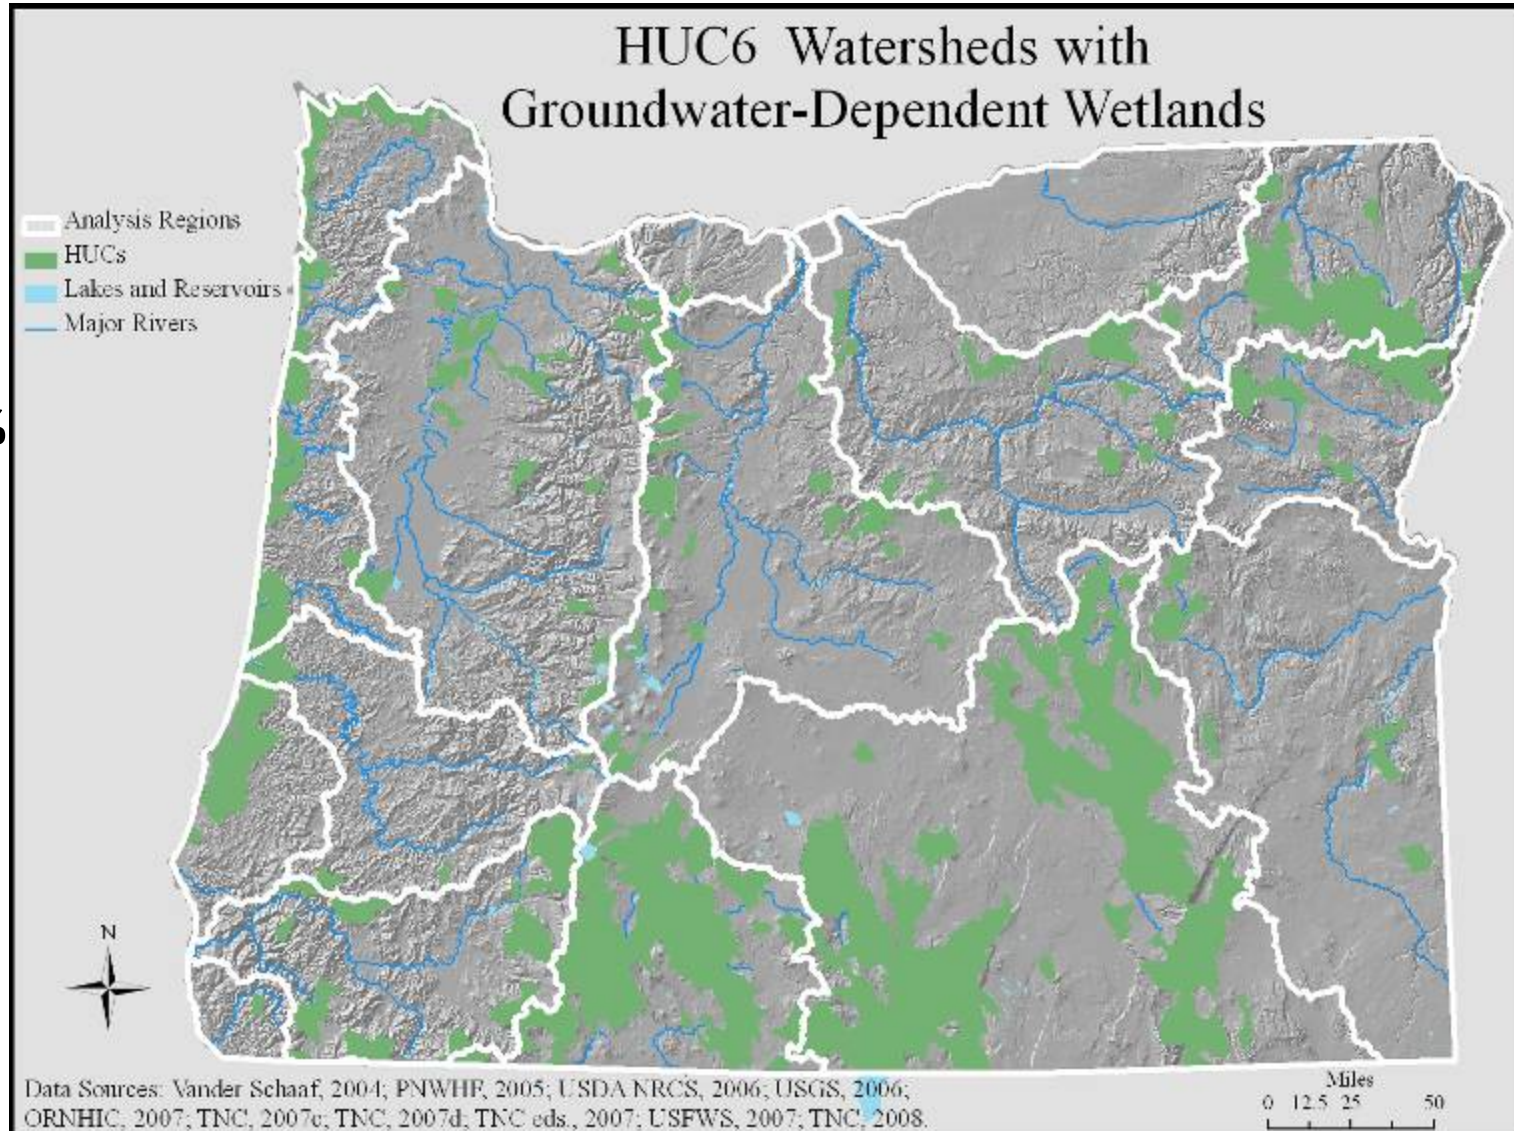 HUC6 Watersheds with
Groundwater-Dependent Wetlands
Analysis Regions
HUCs
Lakes and Reservoirs
Major Rivers
N
Data Sources: Vander Schaaf, 2004; PNWHF, 2005; USDA NRCS, 2006; USGS, 2006;
ORNHIC, 2007; TNC, 2007c; TNC, 2007d; TNC eds., 2007; USFWS, 2007; TNC, 2008.
Miles
0 12.5 25 50